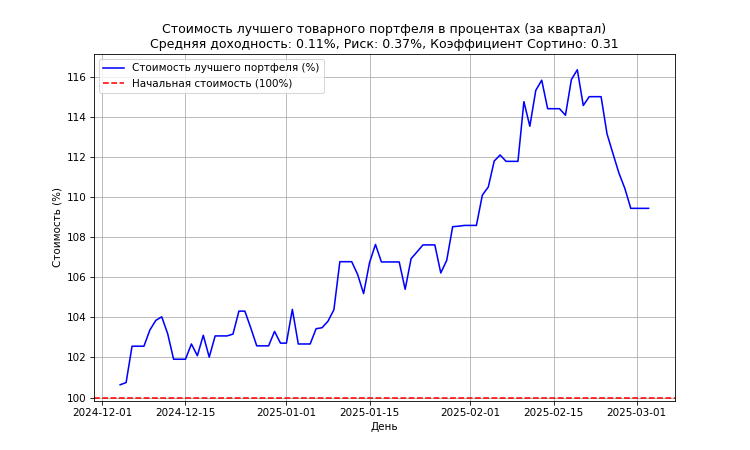 Стоимость лучшего товарного портфеля в процентах (за квартал)
Средняя доходность: 0.11%, Риск: 0.37%, Коэффициент Сортино: 0.31
Стоимость лучшего портфеля (%)
Начальная стоимость (100%)
Стоимость (%)
116
114
112
110
108
106
104
102
100
2024-12-01 2024-12-15 2025-01-01 2025-01-15 2025-02-01 2025-02-15 2025-03-01
День